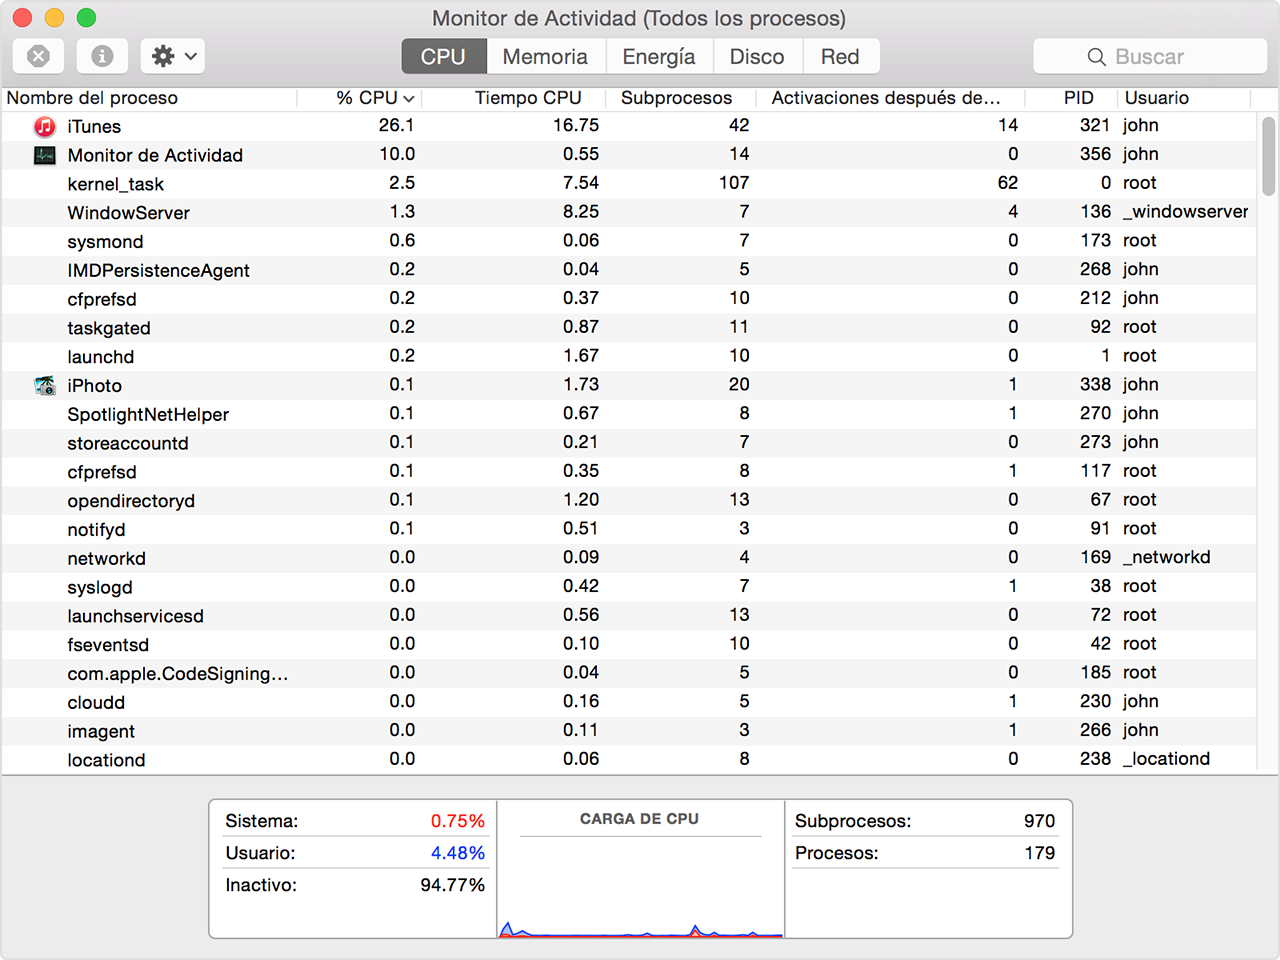 Monitor de Actividad (Todos los procesos)
CPU Memoria Energía Disco Red Buscar
Nombre del proceso % CPU Tiempo CPU Subprocesos Activaciones después de... PID Usuario
iTunes 26.1 16.75 42 14 321 john
Monitor de Actividad 10.0 0.55 14 0 356 john
kernel_task 2.5 7.54 107 62 0 root
WindowServer 1.3 8.25 7 4 136 _windowserver
sysmond 0.6 0.06 7 0 173 root
IMDPersistenceAgent 0.2 0.04 5 0 268 john
cfprefsd 0.2 0.37 10 0 212 john
taskgated 0.2 0.87 11 0 92 root
launchd 0.2 1.67 10 0 1 root
iPhoto 0.1 1.73 20 1 338 john
SpotlightNetHelper 0.1 0.67 8 1 270 john
storeaccountd 0.1 0.21 7 0 273 john
cfprefsd 0.1 0.35 8 1 117 root
opendirectoryd 0.1 1.20 13 0 67 root
notifyd 0.1 0.51 3 0 91 root
networkd 0.0 0.09 4 0 169 _networkd
syslogd 0.0 0.42 7 1 38 root
launchservicesd 0.0 0.56 13 0 72 root
fseventsd 0.0 0.10 10 0 42 root
com.apple.CodeSigning... 0.0 0.04 5 0 185 root
cloudd 0.0 0.16 5 1 230 john
imagent 0.0 0.11 3 1 266 john
locationd 0.0 0.06 8 0 238 _locationd
Sistema: 0.75% CARGA DE CPU Subprocesos: 970
Usuario: 4.48% Procesos: 179
Inactivo: 94.77%